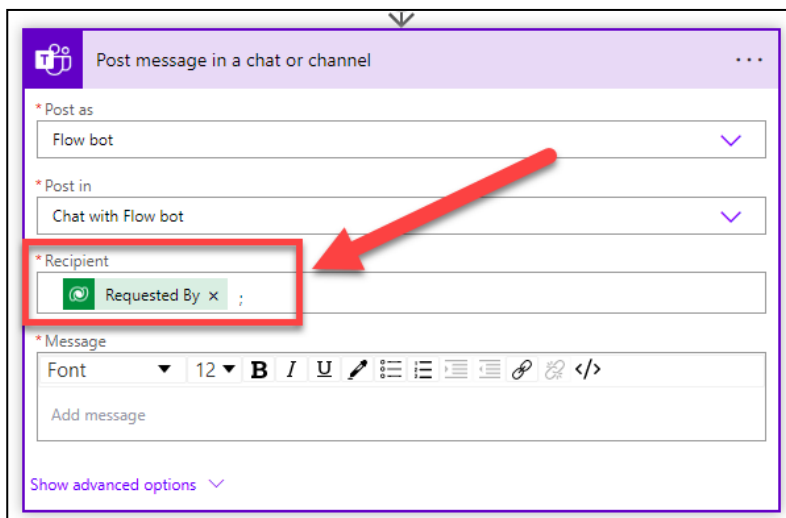 Post message in a chat or channel
* Post as
Flow bot
* Post in
Chat with Flow bot
* Recipient
Requested By × ;
* Message
Font 12 B I U </>
Add message
Show advanced options